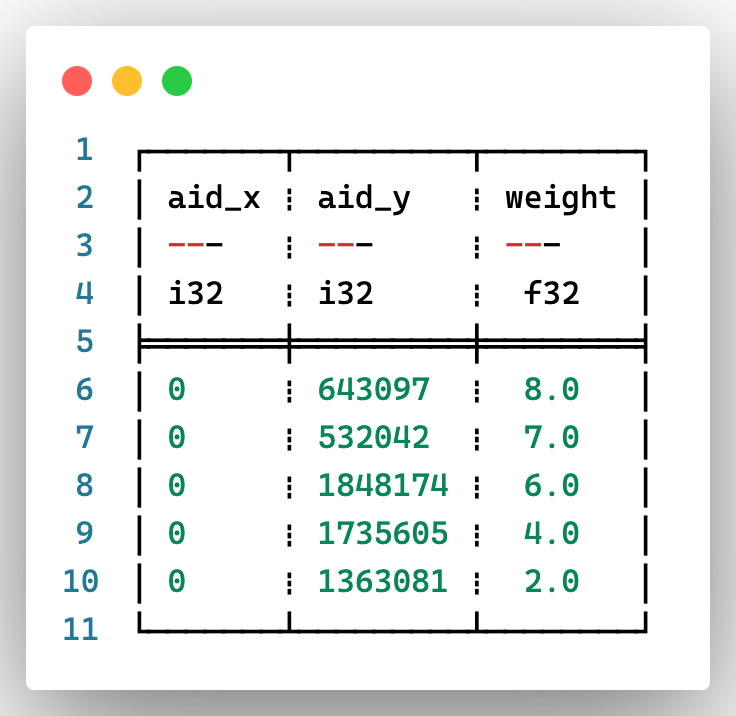 1
2 aid_x ┆ aid_y ┆ weight
3 --- ┆ --- ┆ ---
4 i32 ┆ i32 ┆ f32
5
6 0 ┆ 643097 ┆ 8.0
7 0 ┆ 532042 ┆ 7.0
8 0 ┆ 1848174 ┆ 6.0
9 0 ┆ 1735605 ┆ 4.0
10 0 ┆ 1363081 ┆ 2.0
11